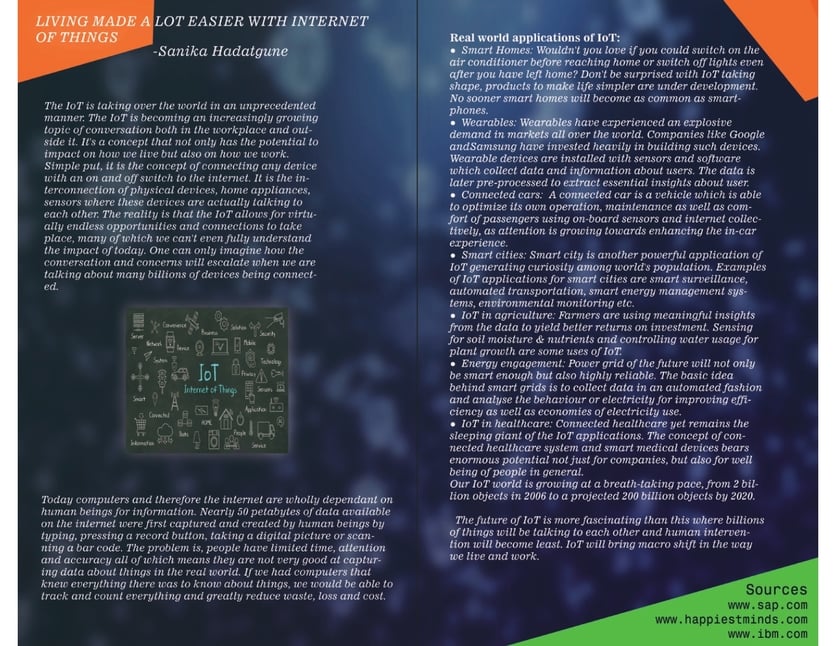 LIVING MADE A LOT EASIER WITH INTERNET
OF THINGS
-Sanika Hadatgune
The IoT is taking over the world in an unprecedented
manner. The IoT is becoming an increasingly growing
topic of conversation both in the workplace and out-
side it. It's a concept that not only has the potential to
impact on how we live but also on how we work.
Simple put, it is the concept of connecting any device
with an on and off switch to the internet. It is the in-
terconnection of physical devices, home appliances,
sensors where these devices are actually talking to
each other. The reality is that the IoT allows for virtu-
ally endless opportunities and connections to take
place, many of which we can't even fully understand
the impact of today. One can only imagine how the
conversation and concerns will escalate when we are
talking about many billions of devices being connect-
ed.
Server
Convenience
Business
Solution
Security
Network
Device
Mobile
System
Technology
IoT
Internet of Things
Privacy
Smart
Sensors
Connected
HOME
Application
Information
Data
People
Service
Today computers and therefore the internet are wholly dependant on
human beings for information. Nearly 50 petabytes of data available
on the internet were first captured and created by human beings by
typing, pressing a record button, taking a digital picture or scan-
ning a bar code. The problem is, people have limited time, attention
and accuracy all of which means they are not very good at captur-
ing data about things in the real world. If we had computers that
knew everything there was to know about things, we would be able to
track and count everything and greatly reduce waste, loss and cost.
Real world applications of IoT:
● Smart Homes: Wouldn't you love if you could switch on the
air conditioner before reaching home or switch off lights even
after you have left home? Don't be surprised with IoT taking
shape, products to make life simpler are under development.
No sooner smart homes will become as common as smart-
phones.
● Wearables: Wearables have experienced an explosive
demand in markets all over the world. Companies like Google
andSamsung have invested heavily in building such devices.
Wearable devices are installed with sensors and software
which collect data and information about users. The data is
later pre-processed to extract essential insights about user.
● Connected cars: A connected car is a vehicle which is able
to optimize its own operation, maintenance as well as com-
fort of passengers using on-board sensors and internet collec-
tively, as attention is growing towards enhancing the in-car
experience.
● Smart cities: Smart city is another powerful application of
IoT generating curiosity among world's population. Examples
of IoT applications for smart cities are smart surveillance,
automated transportation, smart energy management sys-
tems, environmental monitoring etc.
● IoT in agriculture: Farmers are using meaningful insights
from the data to yield better returns on investment. Sensing
for soil moisture & nutrients and controlling water usage for
plant growth are some uses of IoT.
● Energy engagement: Power grid of the future will not only
be smart enough but also highly reliable. The basic idea
behind smart grids is to collect data in an automated fashion
and analyse the behaviour or electricity for improving effi-
ciency as well as economies of electricity use.
● IoT in healthcare: Connected healthcare yet remains the
sleeping giant of the IoT applications. The concept of con-
nected healthcare system and smart medical devices bears
enormous potential not just for companies, but also for well
being of people in general.
Our IoT world is growing at a breath-taking pace, from 2 bil-
lion objects in 2006 to a projected 200 billion objects by 2020.
The future of IoT is more fascinating than this where billions
of things will be talking to each other and human interven-
tion will become least. IoT will bring macro shift in the way
we live and work.
Sources
www.sap.com
www.happiestminds.com
www.ibm.com